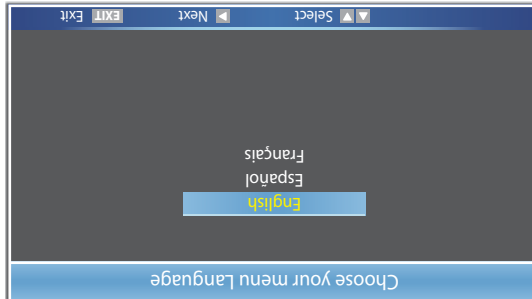 Choose your menu Language
English
Español
Français
Select Next EXIT Exit